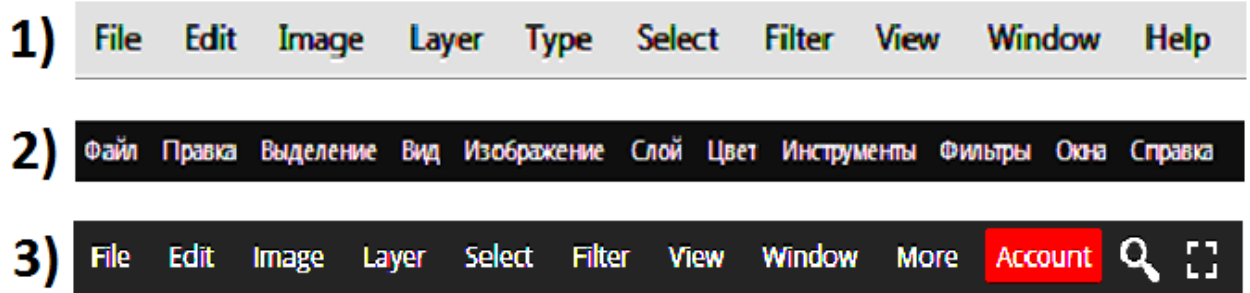 1) File Edit Image Layer Type Select Filter View Window Help
2) Файл Правка Выделение Вид Изображение Слой Цвет Инструменты Фильтры Окна Справка
3) File Edit Image Layer Select Filter View Window More Account